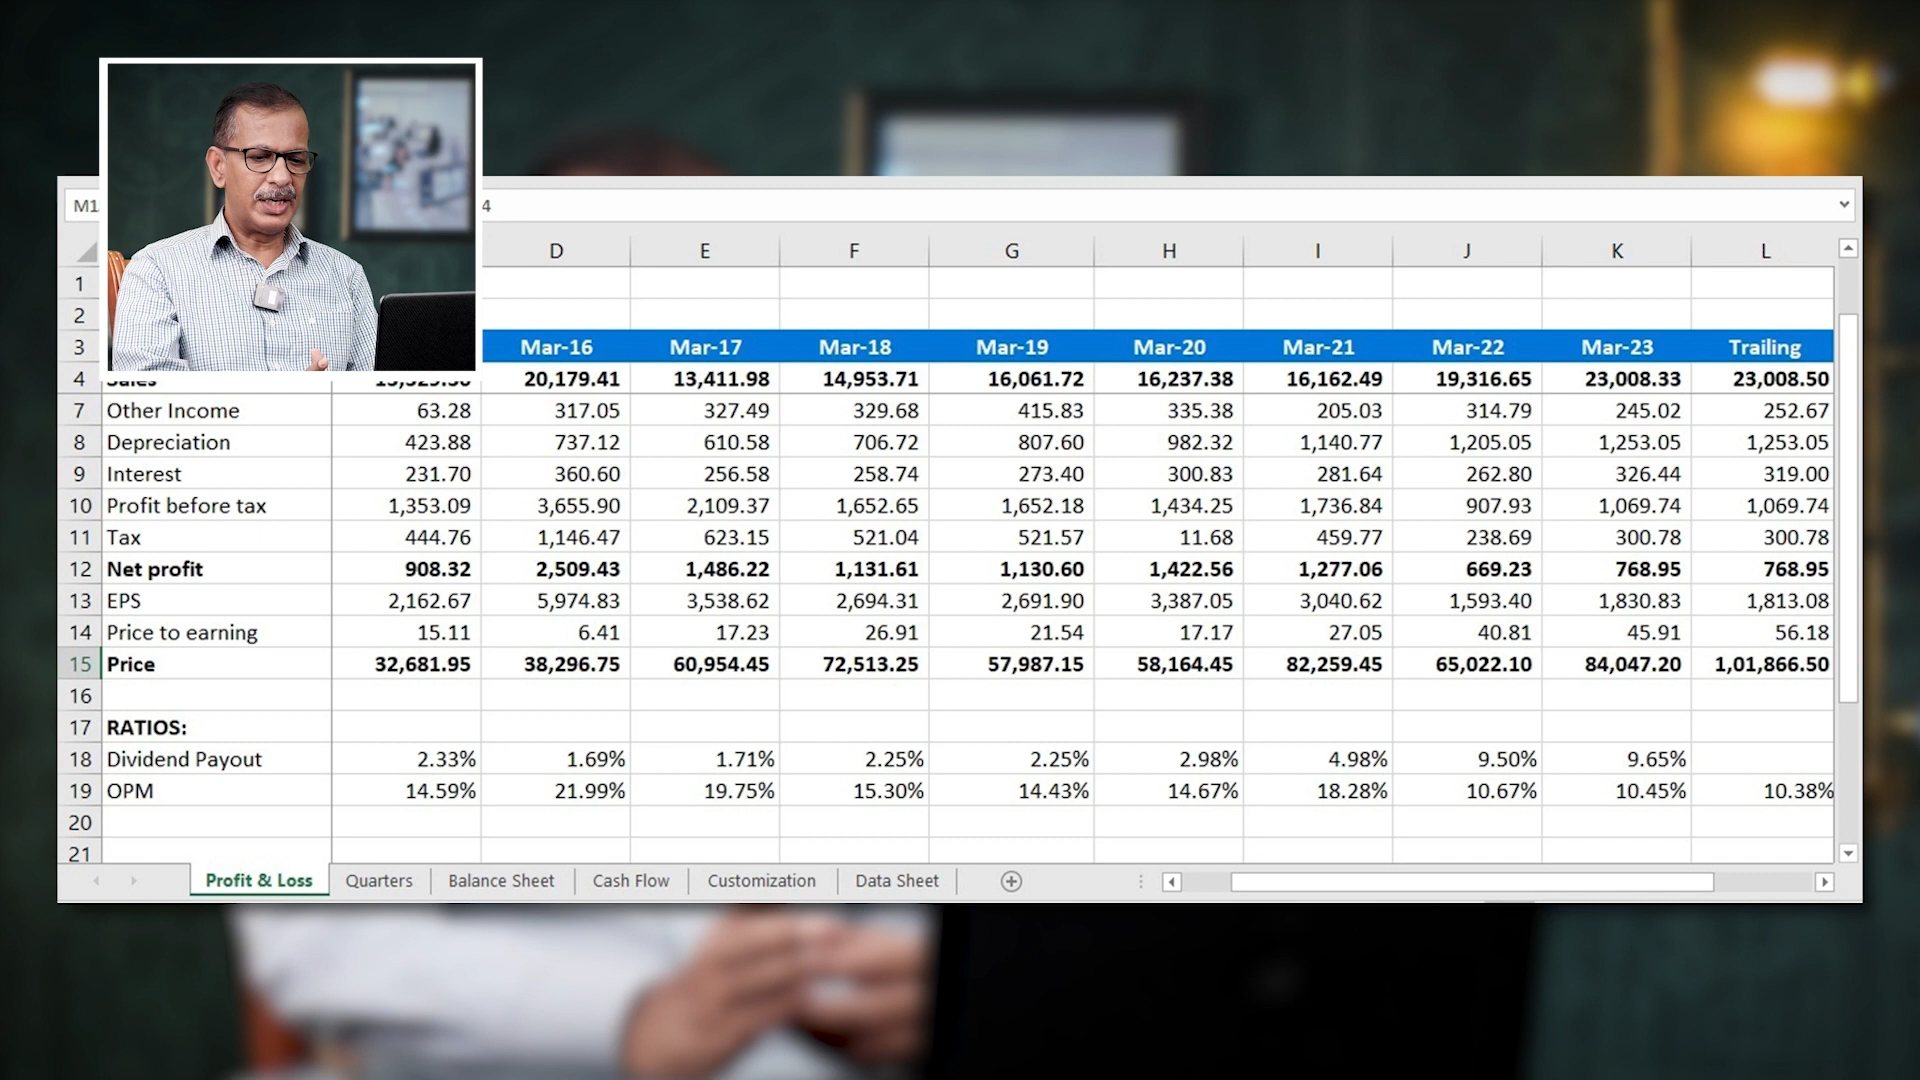 M1 4
D E F G H I J K L
1
2
3 Mar-16 Mar-17 Mar-18 Mar-19 Mar-20 Mar-21 Mar-22 Mar-23 Trailing
4 Sales 20,179.41 13,411.98 14,953.71 16,061.72 16,237.38 16,162.49 19,316.65 23,008.33 23,008.50
7 Other Income 63.28 317.05 327.49 329.68 415.83 335.38 205.03 314.79 245.02 252.67
8 Depreciation 423.88 737.12 610.58 706.72 807.60 982.32 1,140.77 1,205.05 1,253.05 1,253.05
9 Interest 231.70 360.60 256.58 258.74 273.40 300.83 281.64 262.80 326.44 319.00
10 Profit before tax 1,353.09 3,655.90 2,109.37 1,652.65 1,652.18 1,434.25 1,736.84 907.93 1,069.74 1,069.74
11 Tax 444.76 1,146.47 623.15 521.04 521.57 11.68 459.77 238.69 300.78 300.78
12 Net profit 908.32 2,509.43 1,486.22 1,131.61 1,130.60 1,422.56 1,277.06 669.23 768.95 768.95
13 EPS 2,162.67 5,974.83 3,538.62 2,694.31 2,691.90 3,387.05 3,040.62 1,593.40 1,830.83 1,813.08
14 Price to earning 15.11 6.41 17.23 26.91 21.54 17.17 27.05 40.81 45.91 56.18
15 Price 32,681.95 38,296.75 60,954.45 72,513.25 57,987.15 58,164.45 82,259.45 65,022.10 84,047.20 1,01,866.50
16
17 RATIOS:
18 Dividend Payout 2.33% 1.69% 1.71% 2.25% 2.25% 2.98% 4.98% 9.50% 9.65%
19 OPM 14.59% 21.99% 19.75% 15.30% 14.43% 14.67% 18.28% 10.67% 10.45% 10.38%
20
21
Profit & Loss Quarters Balance Sheet Cash Flow Customization Data Sheet